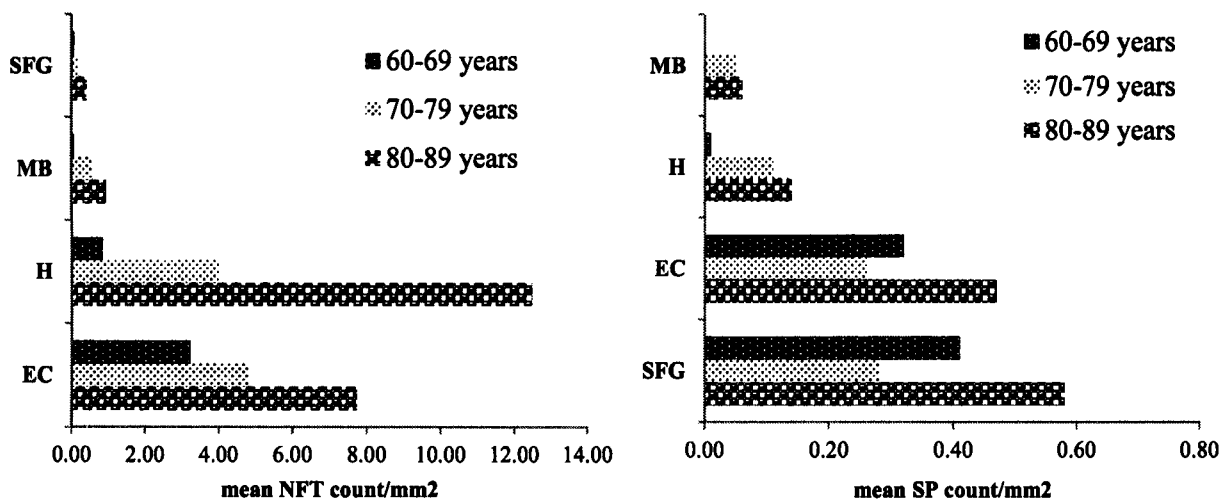 SFG
MB
H
EC
60-69 years
70-79 years
80-89 years
0.00 2.00 4.00 6.00 8.00 10.00 12.00 14.00
mean NFT count/mm2
MB
H
EC
SFG
60-69 years
70-79 years
80-89 years
0.00 0.20 0.40 0.60 0.80
mean SP count/mm2